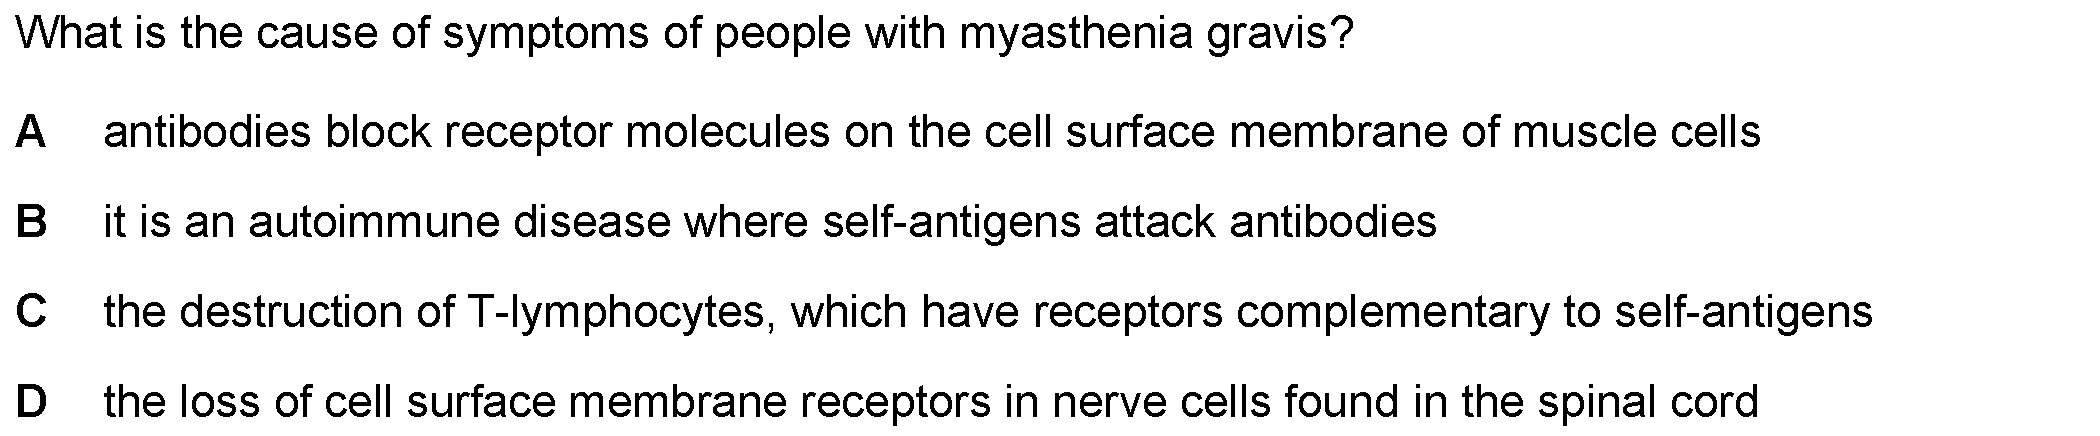 What is the cause of symptoms of people with myasthenia gravis?
A antibodies block receptor molecules on the cell surface membrane of muscle cells
B it is an autoimmune disease where self-antigens attack antibodies
C the destruction of T-lymphocytes, which have receptors complementary to self-antigens
D the loss of cell surface membrane receptors in nerve cells found in the spinal cord